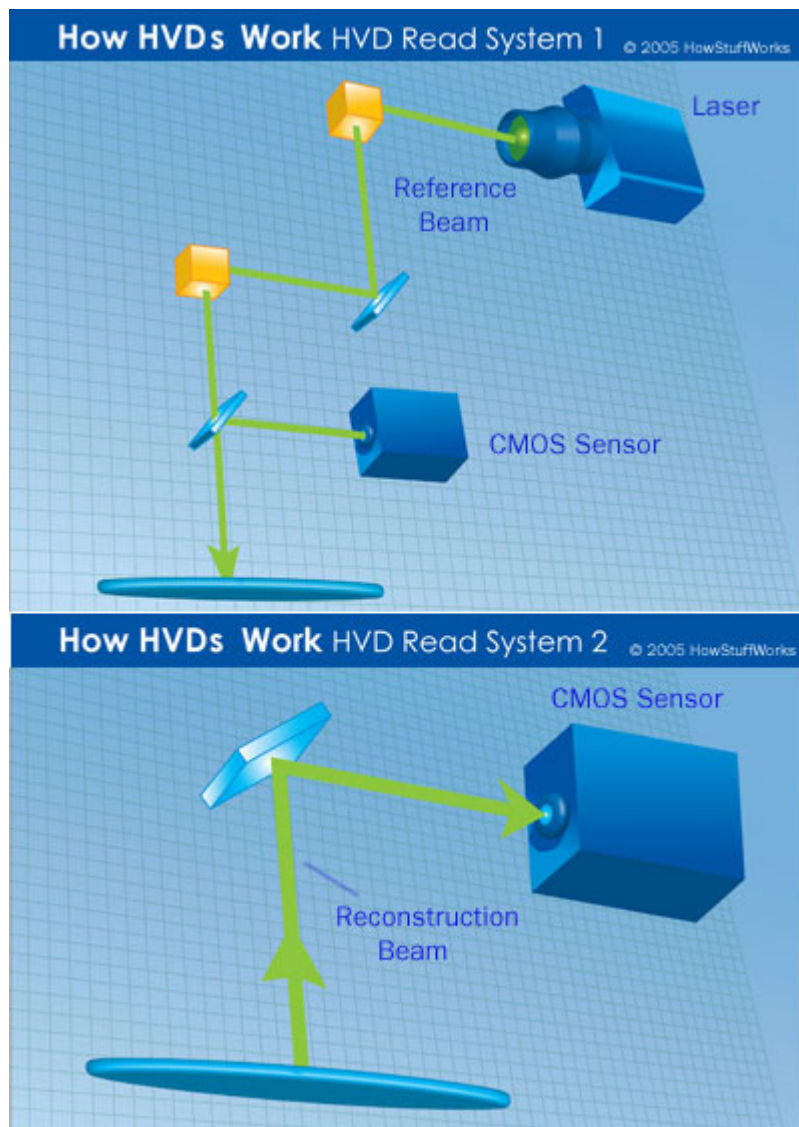 How HVDs Work HVD Read System 1 © 2005 HowStuffWorks
Laser
Reference
Beam
CMOS Sensor
How HVDs Work HVD Read System 2 © 2005 HowStuffWorks
CMOS Sensor
Reconstruction
Beam